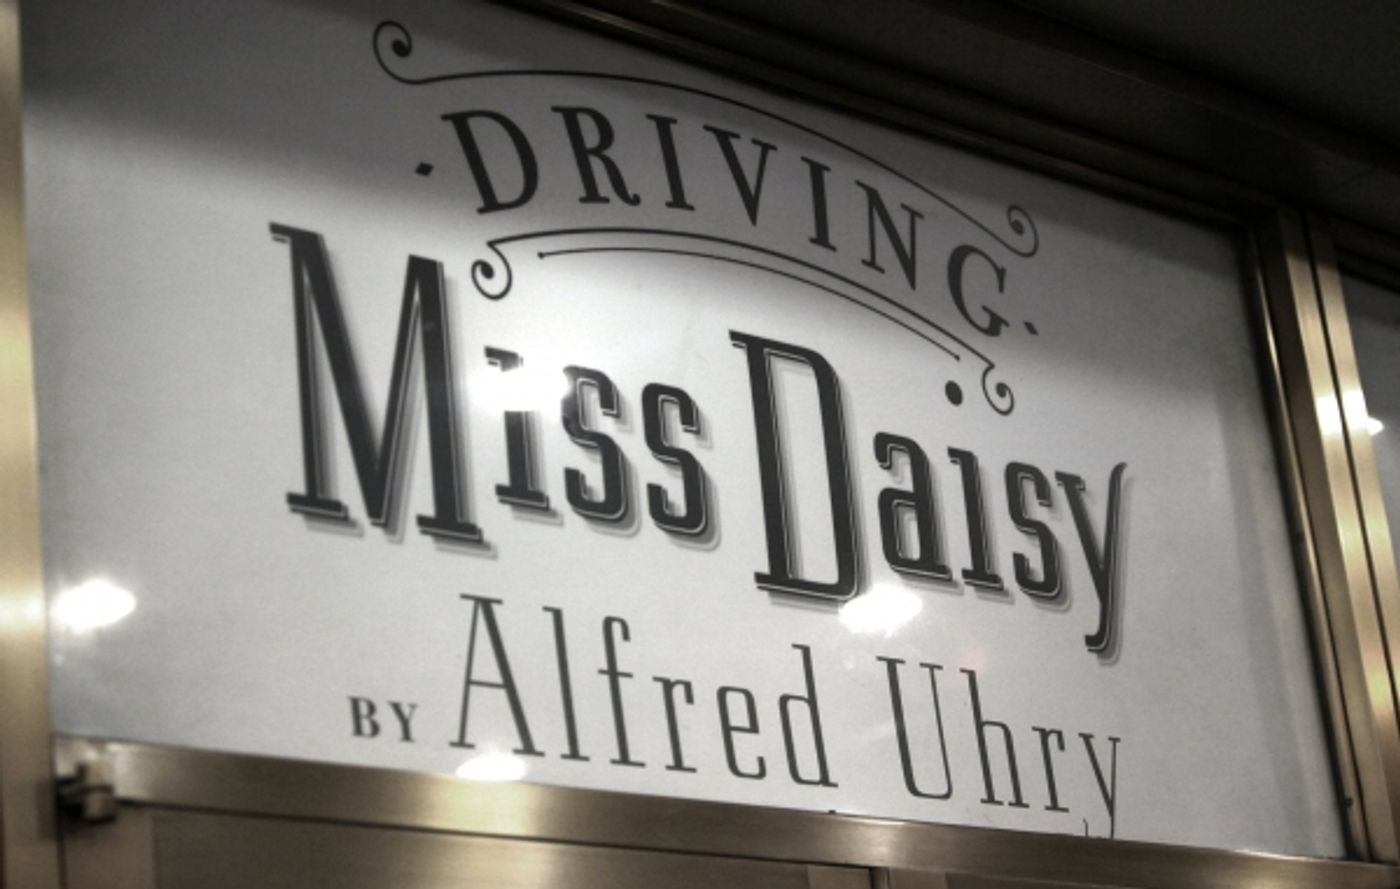 · DRIVING ·
Miss Daisy
BY Alfred Uhry